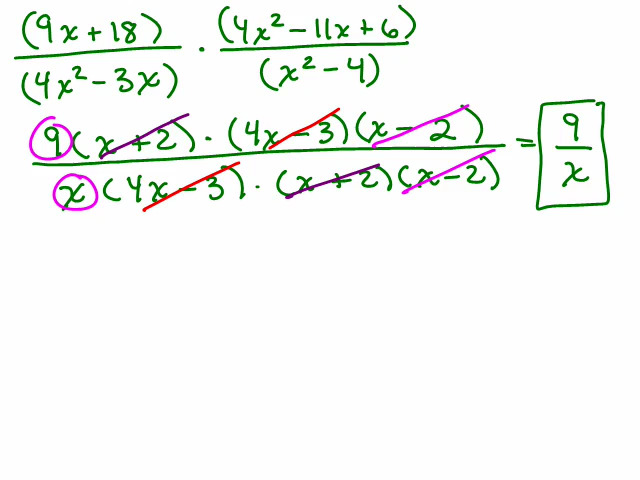 (9x + 18) / (4x² − 3x) · (4x² − 11x + 6) / (x² − 4)
9(x + 2) · (4x − 3)(x − 2) / x(4x − 3) · (x + 2)(x − 2) = 9 / x